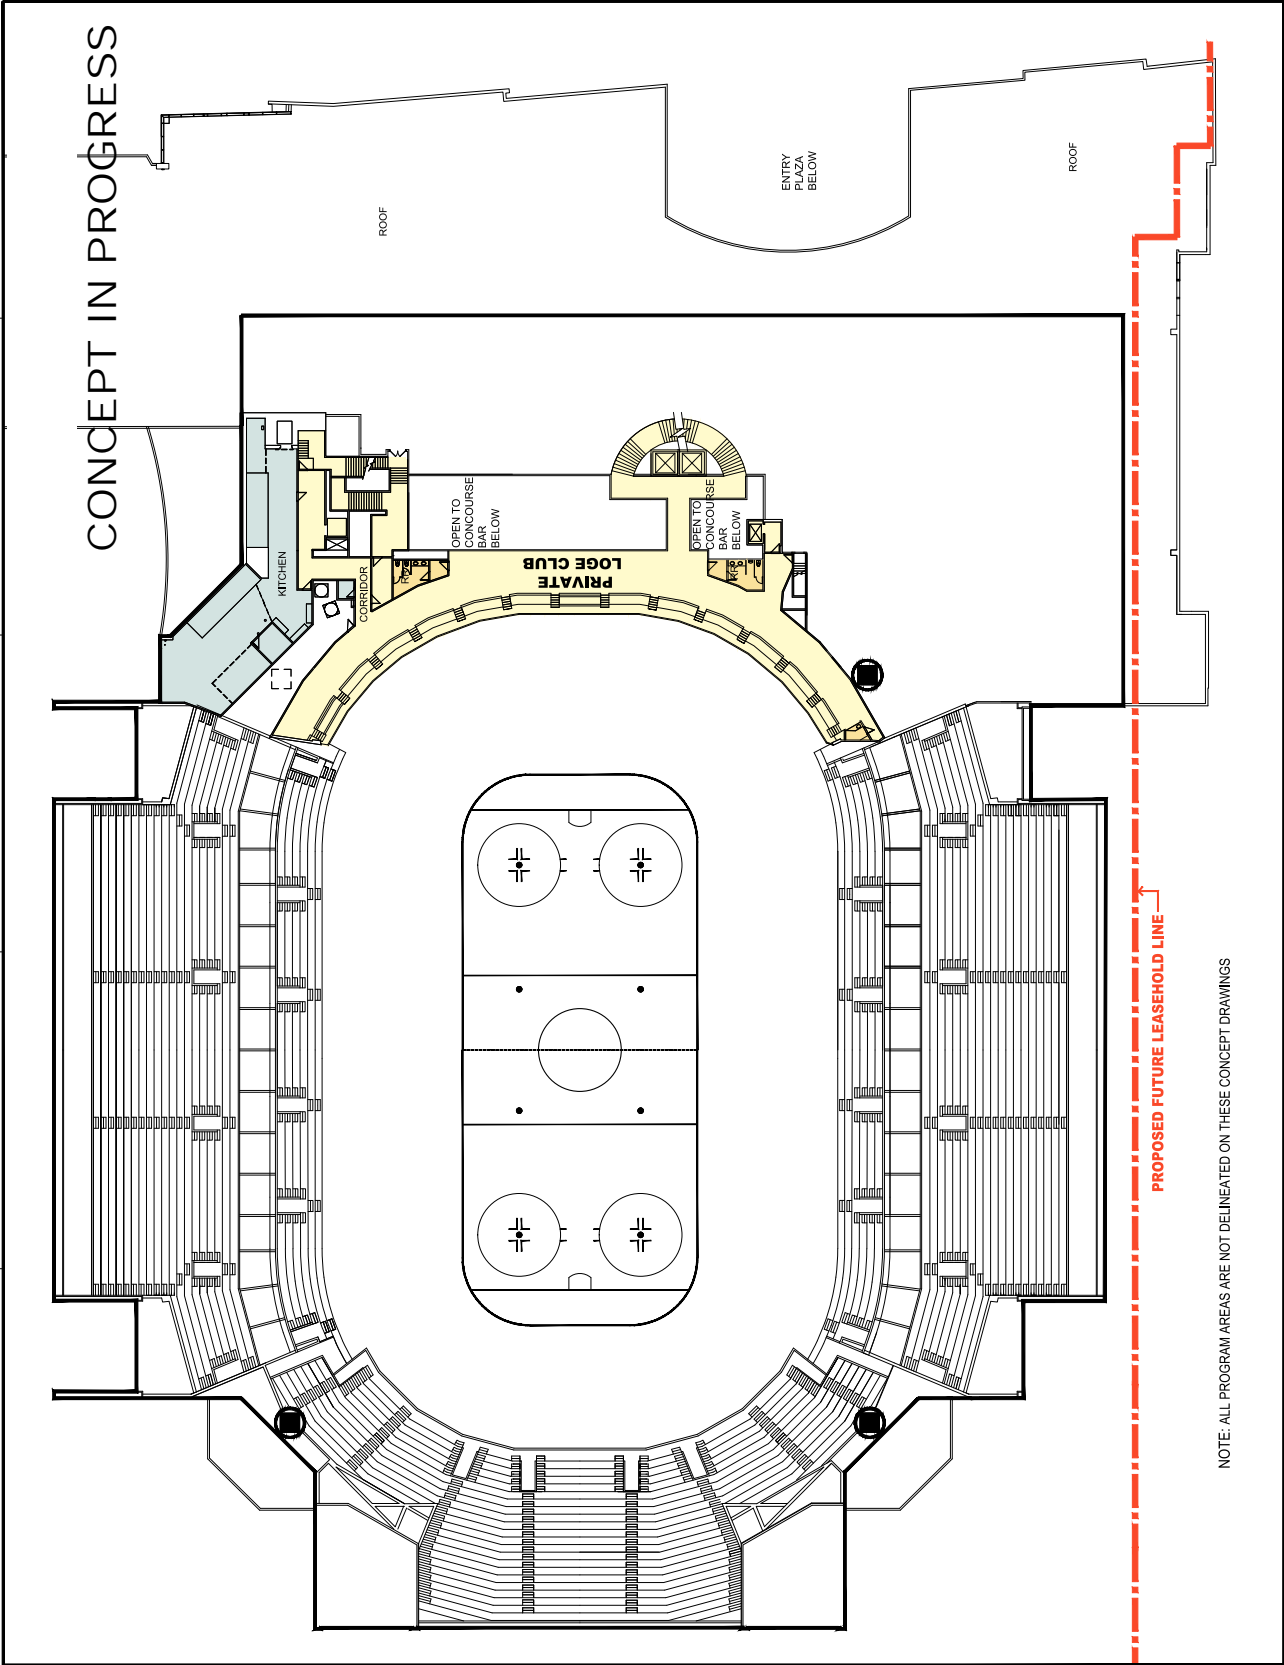 CONCEPT IN PROGRESS
ROOF
ENTRY
PLAZA
BELOW
ROOF
KITCHEN
CORRIDOR
OPEN TO
CONCOURSE
BAR
BELOW
OPEN TO
CONCOURSE
BAR
BELOW
RR
RR
PRIVATE
LOGE CLUB
PROPOSED FUTURE LEASEHOLD LINE
NOTE: ALL PROGRAM AREAS ARE NOT DELINEATED ON THESE CONCEPT DRAWINGS